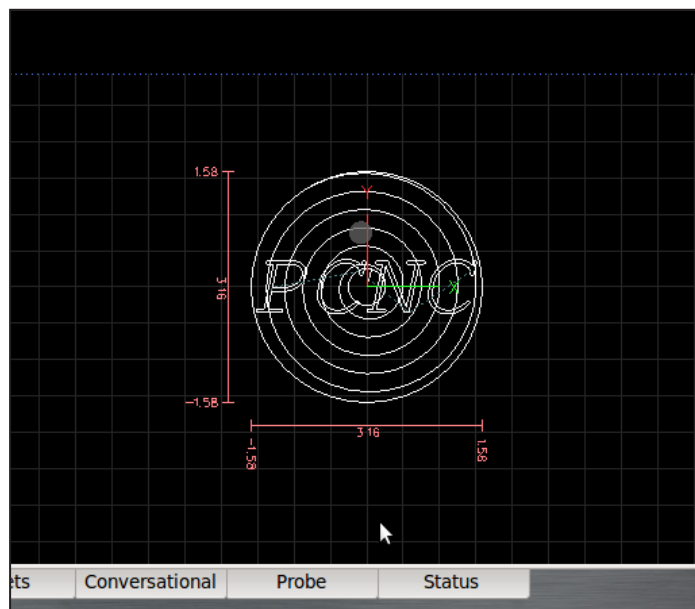 1.58
Y
3.16
PCNC
X
-1.58
3.16
-1.58
1.58
ets
Conversational
Probe
Status